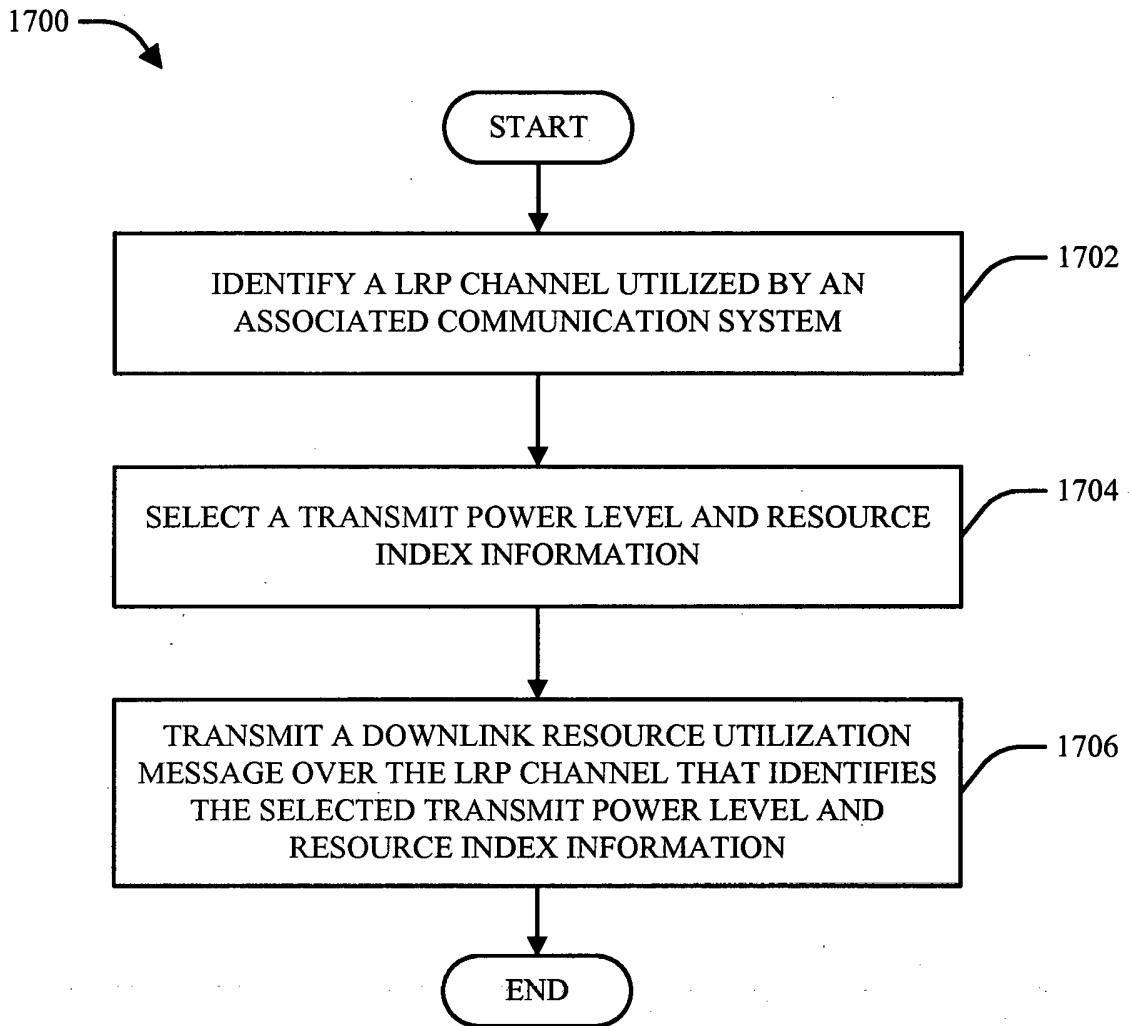 1700
START
IDENTIFY A LRP CHANNEL UTILIZED BY AN
ASSOCIATED COMMUNICATION SYSTEM
1702
SELECT A TRANSMIT POWER LEVEL AND RESOURCE
INDEX INFORMATION
1704
TRANSMIT A DOWNLINK RESOURCE UTILIZATION
MESSAGE OVER THE LRP CHANNEL THAT IDENTIFIES
THE SELECTED TRANSMIT POWER LEVEL AND
RESOURCE INDEX INFORMATION
1706
END